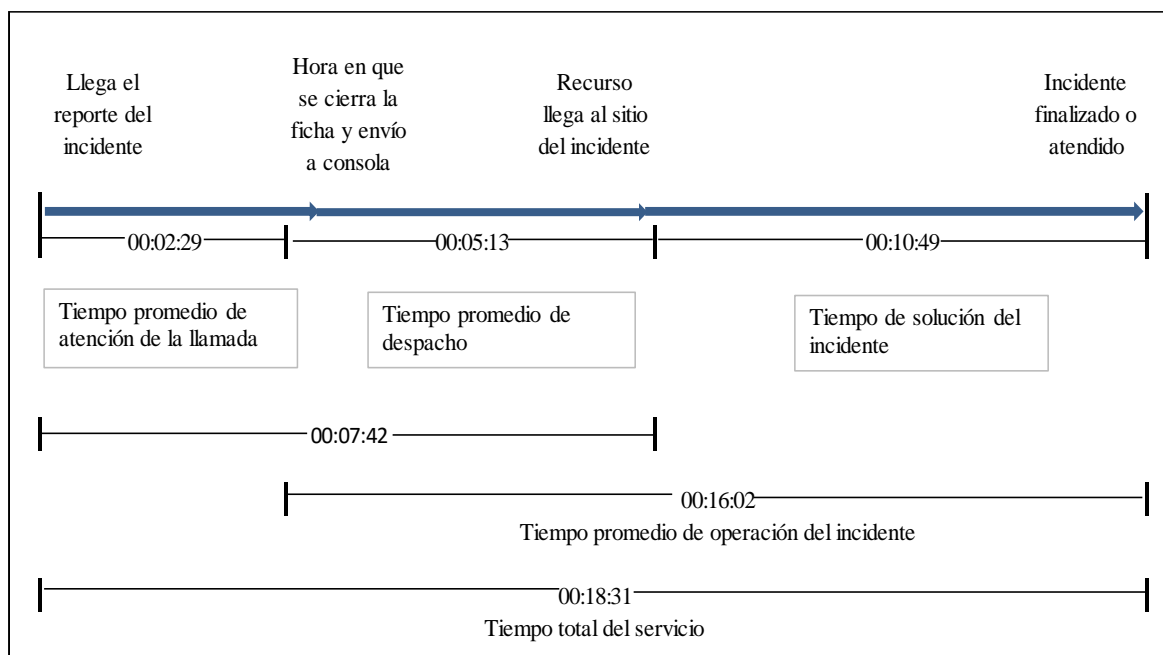 Llega el
reporte del
incidente
Hora en que
se cierra la
ficha y envío
a consola
Recurso
llega al sitio
del incidente
Incidente
finalizado o
atendido
00:02:29
00:05:13
00:10:49
Tiempo promedio de
atención de la llamada
Tiempo promedio de
despacho
Tiempo de solución del
incidente
00:07:42
00:16:02
Tiempo promedio de operación del incidente
00:18:31
Tiempo total del servicio